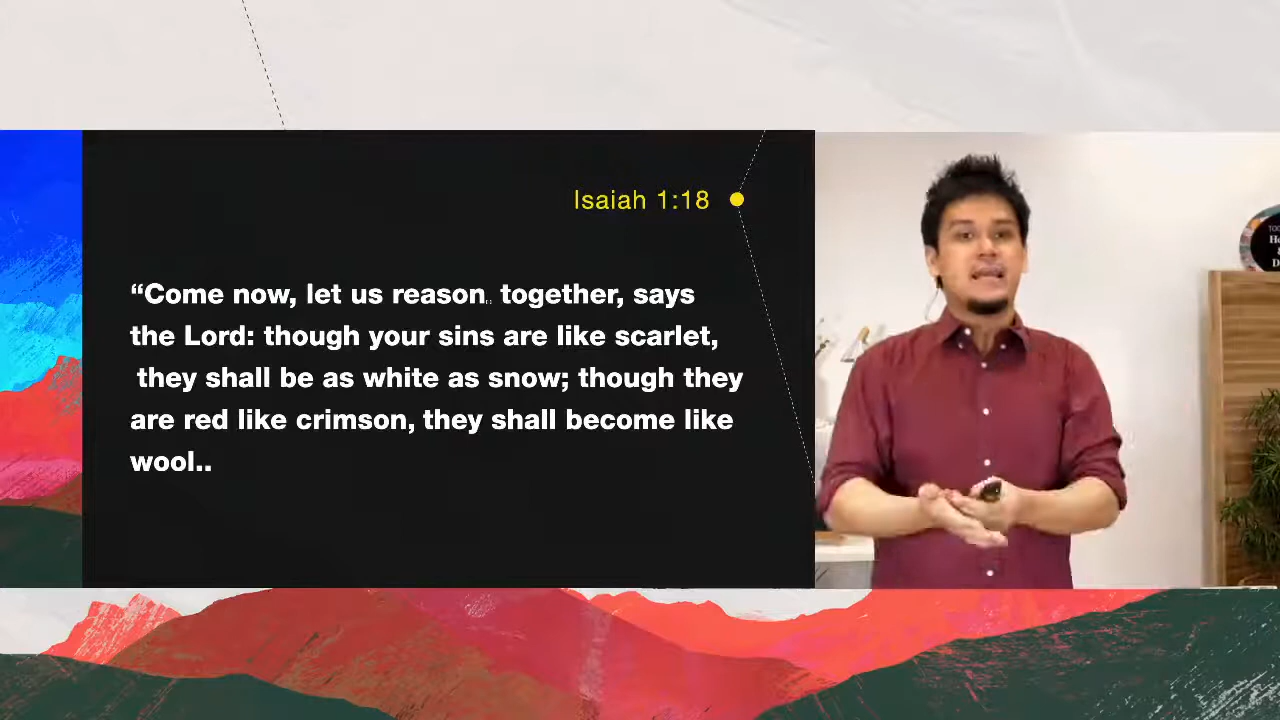 Isaiah 1:18
“Come now, let us reason.. together, says
the Lord: though your sins are like scarlet,
they shall be as white as snow; though they
are red like crimson, they shall become like
wool..